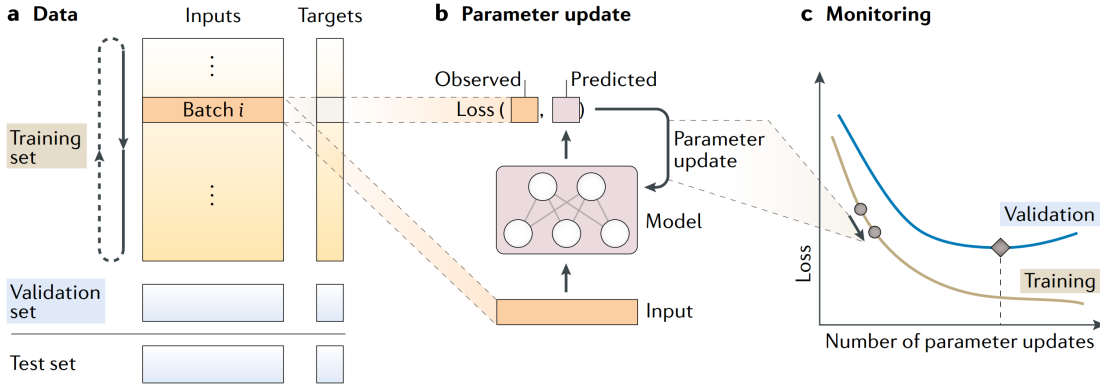 a Data
Inputs
Targets
⋮
Batch i
⋮
Training
set
Validation
set
Test set
b Parameter update
Observed
Predicted
Loss ( , )
Parameter
update
Model
Input
c Monitoring
Loss
Validation
Training
Number of parameter updates